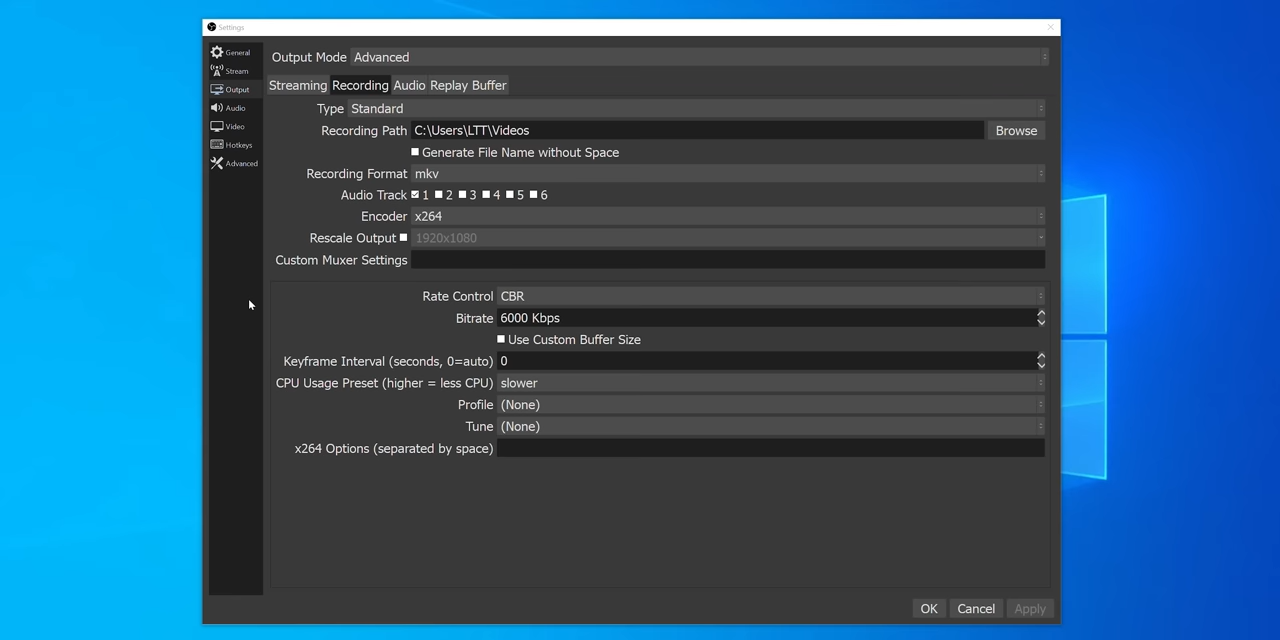 Settings
General
Stream
Output
Audio
Video
Hotkeys
Advanced
Output Mode Advanced
Streaming Recording Audio Replay Buffer
Type Standard
Recording Path C:\Users\LTT\Videos Browse
Generate File Name without Space
Recording Format mkv
Audio Track 1 2 3 4 5 6
Encoder x264
Rescale Output 1920x1080
Custom Muxer Settings
Rate Control CBR
Bitrate 6000 Kbps
Use Custom Buffer Size
Keyframe Interval (seconds, 0=auto) 0
CPU Usage Preset (higher = less CPU) slower
Profile (None)
Tune (None)
x264 Options (separated by space)
OK Cancel Apply